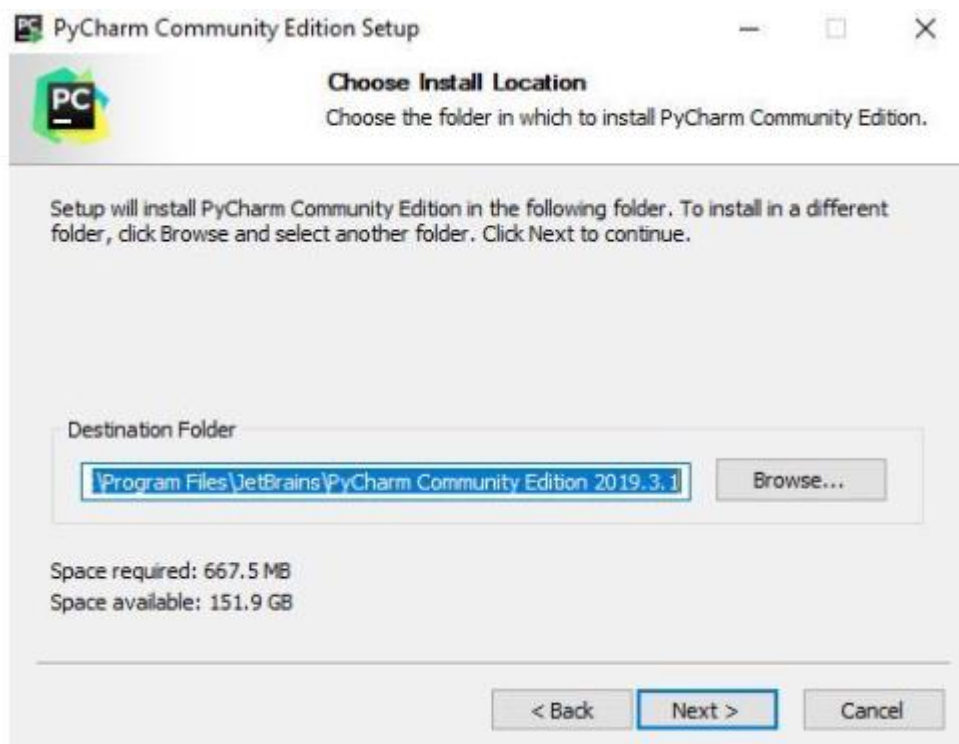 PyCharm Community Edition Setup
PC
Choose Install Location
Choose the folder in which to install PyCharm Community Edition.
Setup will install PyCharm Community Edition in the following folder. To install in a different
folder, click Browse and select another folder. Click Next to continue.
Destination Folder
:\Program Files\JetBrains\PyCharm Community Edition 2019.3.1
Browse...
Space required: 667.5 MB
Space available: 151.9 GB
< Back
Next >
Cancel